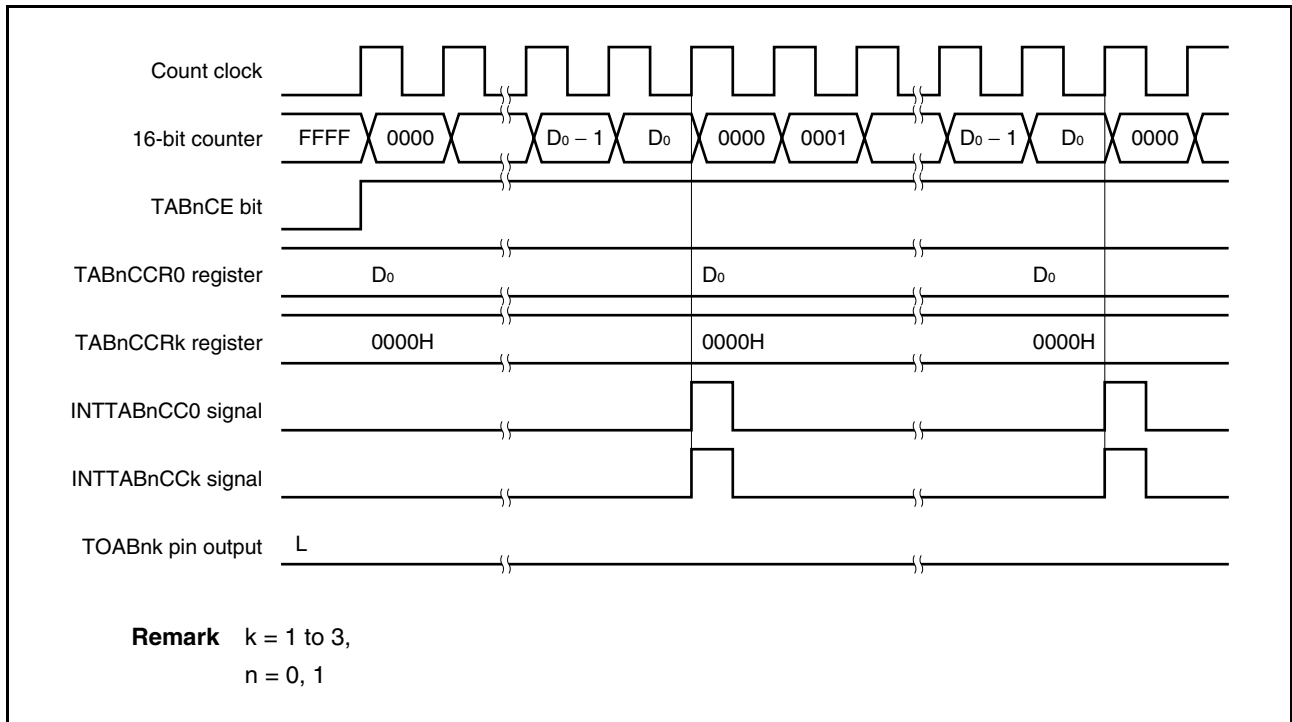 Count clock
16-bit counter FFFF 0000 D0 − 1 D0 0000 0001 D0 − 1 D0 0000
TABnCE bit
TABnCCR0 register D0 D0 D0
TABnCCRk register 0000H 0000H 0000H
INTTABnCC0 signal
INTTABnCCk signal
TOABnk pin output L
Remark k = 1 to 3,
n = 0, 1